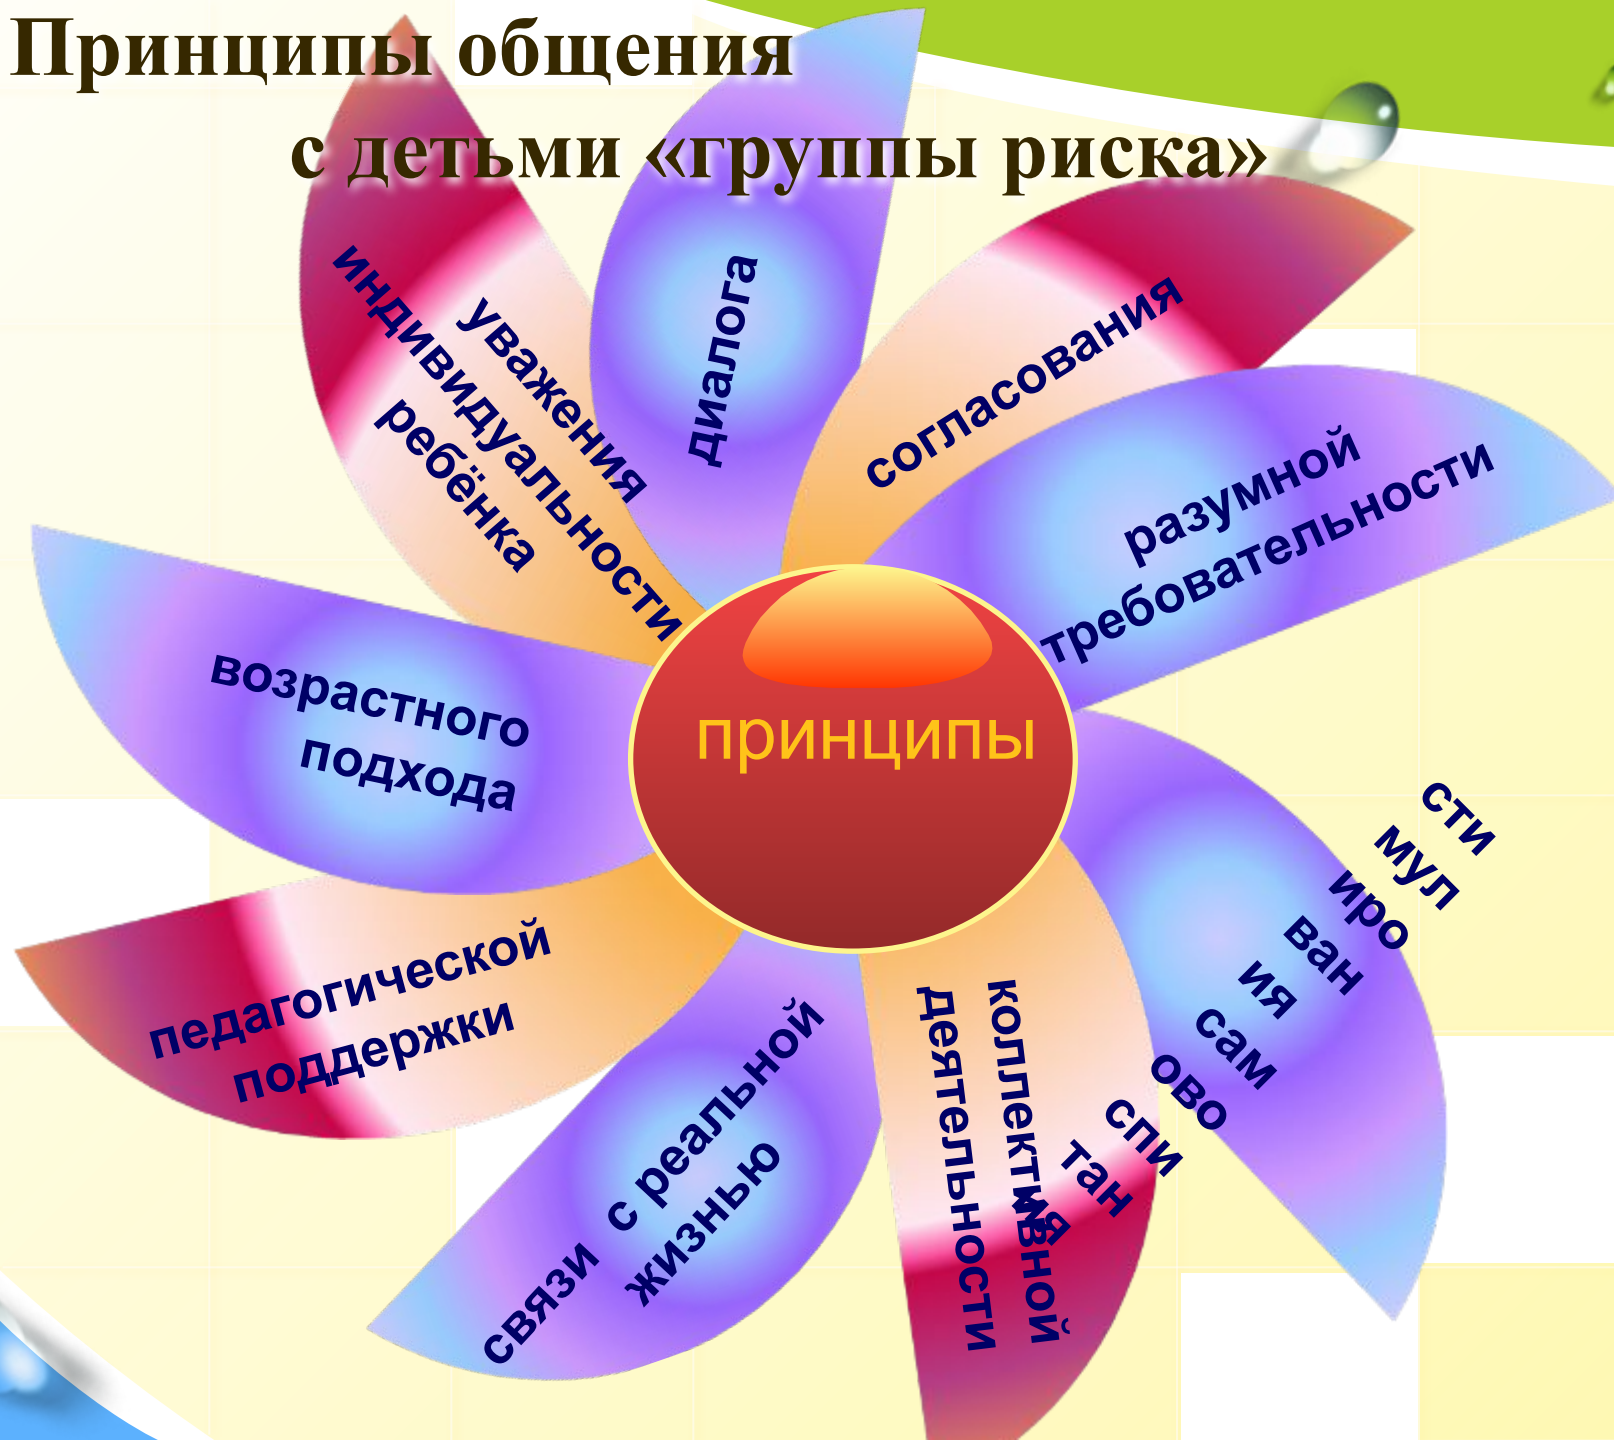 Принципы общения
с детьми «группы риска»
уважения
индивидуальности
ребёнка
диалога
согласования
разумной
требовательности
возрастного
подхода
принципы
педагогической
поддержки
связи с реальной
жизнью
коллективной
деятельности
сти
мул
иро
ван
ия
сам
ово
спи
тан
ия